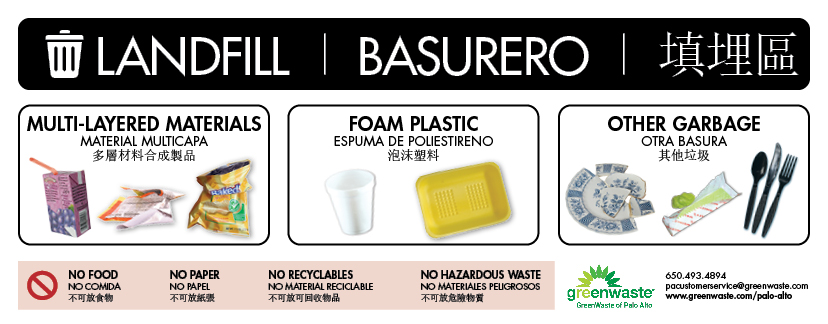 LANDFILL | BASURERO | 填埋區
MULTI-LAYERED MATERIALS
MATERIAL MULTICAPA
多層材料合成製品
Baked!
FOAM PLASTIC
ESPUMA DE POLIESTIRENO
泡沫塑料
OTHER GARBAGE
OTRA BASURA
其他垃圾
NO FOOD
NO COMIDA
不可放食物
NO PAPER
NO PAPEL
不可放紙張
NO RECYCLABLES
NO MATERIAL RECICLABLE
不可放可回收物品
NO HAZARDOUS WASTE
NO MATERIALES PELIGROSOS
不可放危險物質
greenwaste
GreenWaste of Palo Alto
650.493.4894
pacustomerservice@greenwaste.com
www.greenwaste.com/palo-alto